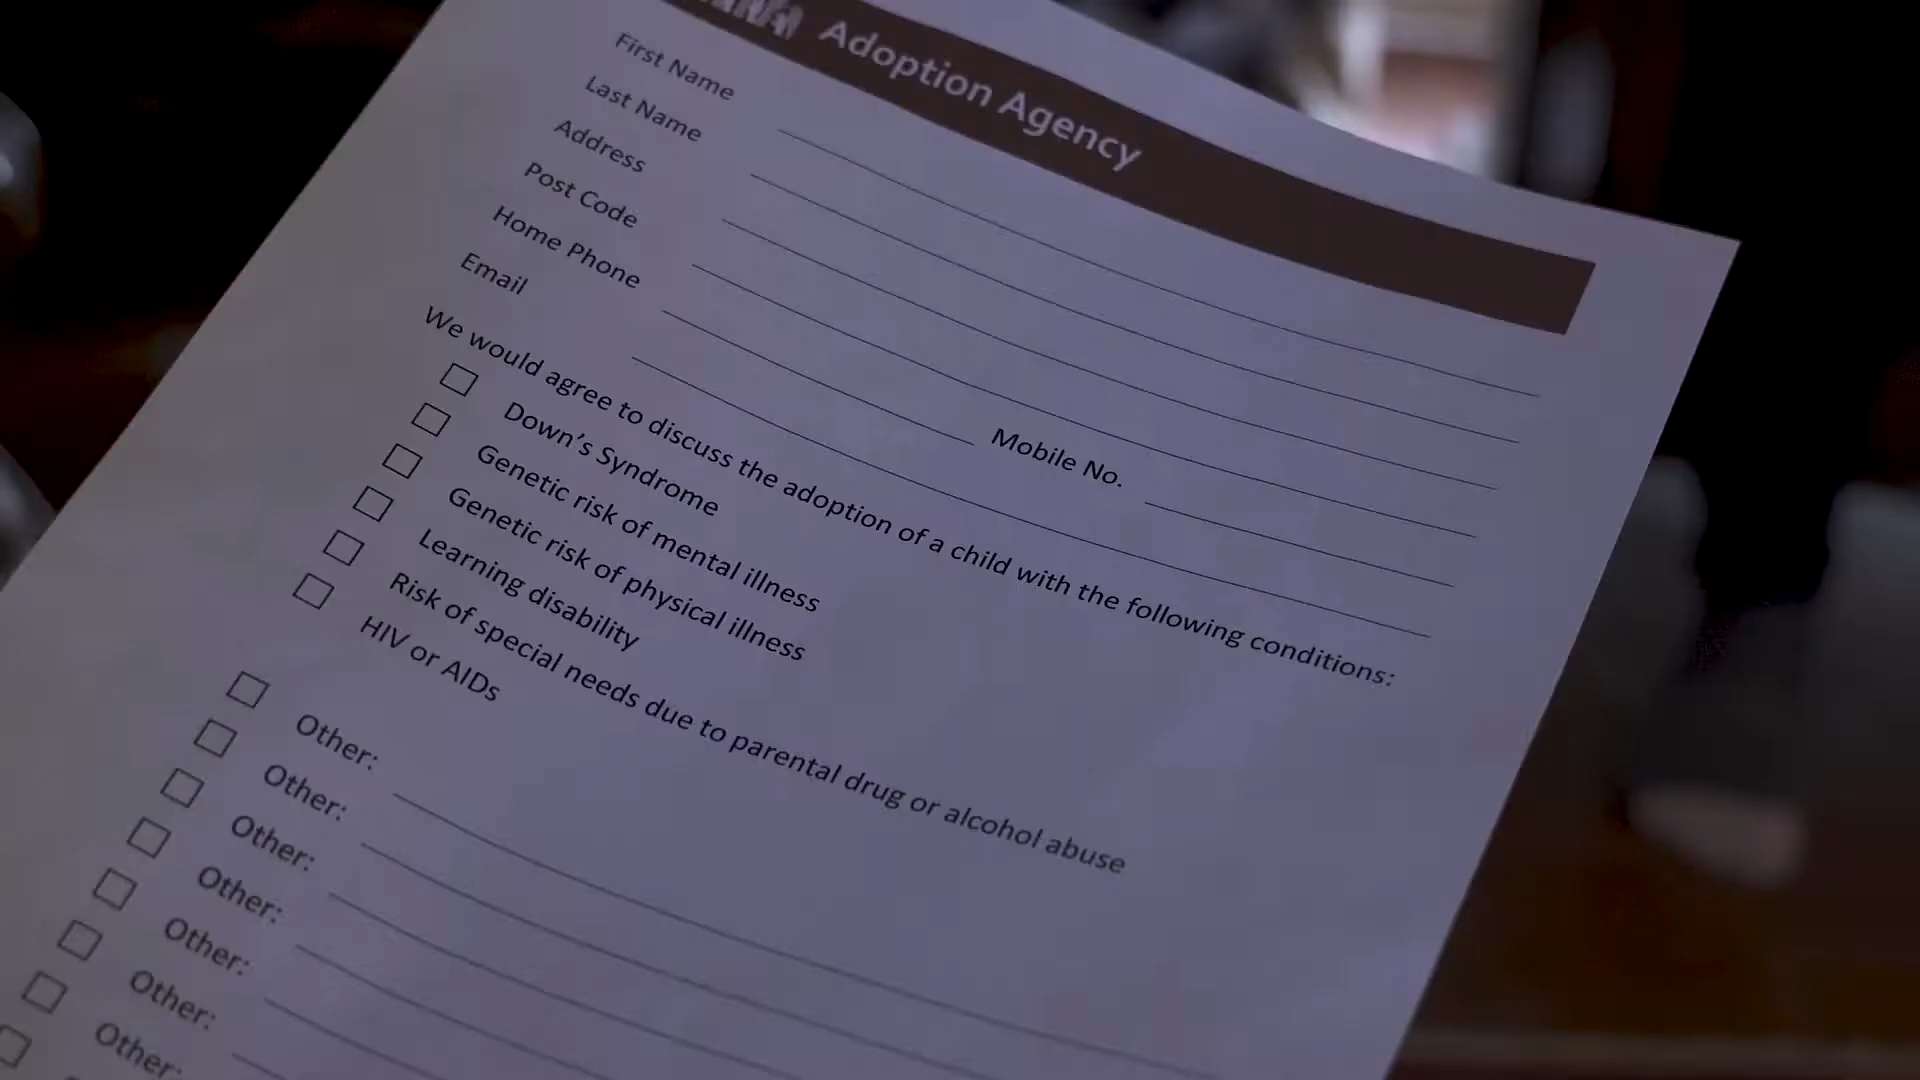 Adoption Agency
First Name
Last Name
Address
Post Code
Home Phone
Mobile No.
Email
We would agree to discuss the adoption of a child with the following conditions:
Down's Syndrome
Genetic risk of mental illness
Genetic risk of physical illness
Learning disability
Risk of special needs due to parental drug or alcohol abuse
HIV or AIDs
Other:
Other:
Other:
Other:
Other:
Other:
Other: